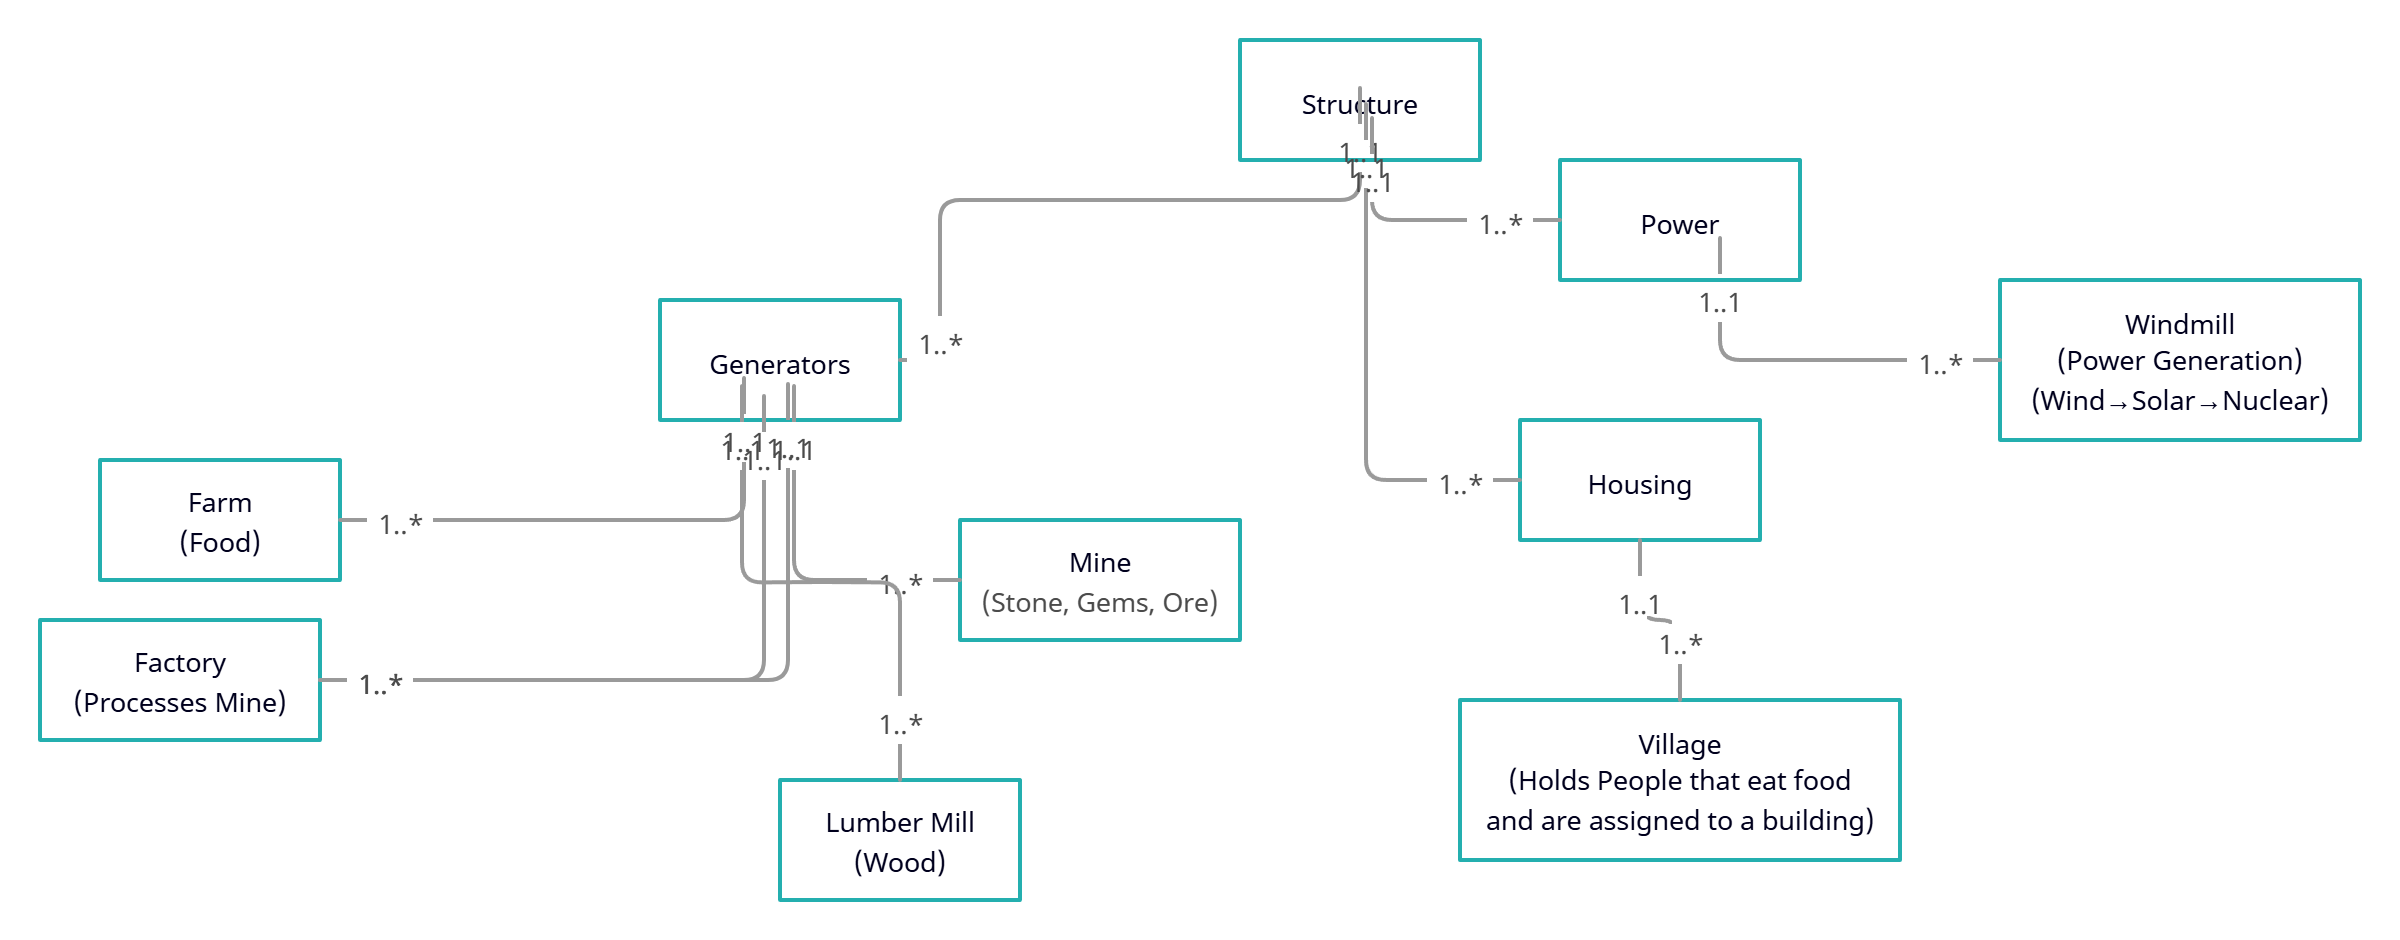 Structure
1..1
1..1
1..1
Power
1..*
1..1
Windmill
(Power Generation)
(Wind→Solar→Nuclear)
1..*
Generators
1..*
1..1
1..1
1..1
1..1
1..1
Housing
1..*
Farm
(Food)
1..*
Mine
(Stone, Gems, Ore)
1..*
1..1
1..*
Factory
(Processes Mine)
1..*
1..*
Village
(Holds People that eat food
and are assigned to a building)
Lumber Mill
(Wood)